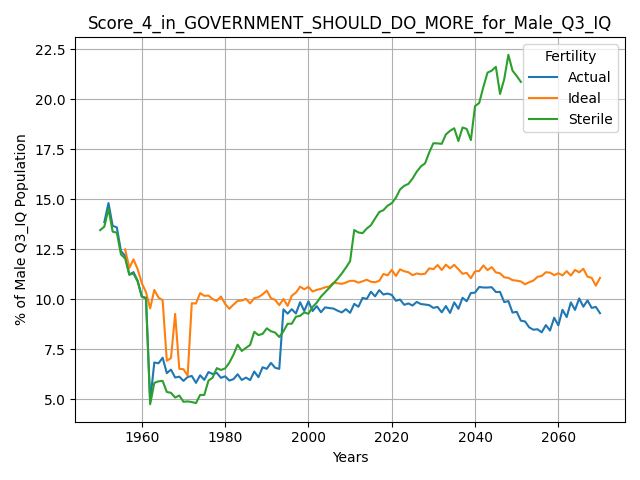 Score_4_in_GOVERNMENT_SHOULD_DO_MORE_for_Male_Q3_IQ
% of Male Q3_IQ Population
22.5
20.0
17.5
15.0
12.5
10.0
7.5
5.0
Fertility
Actual
Ideal
Sterile
1960 1980 2000 2020 2040 2060
Years